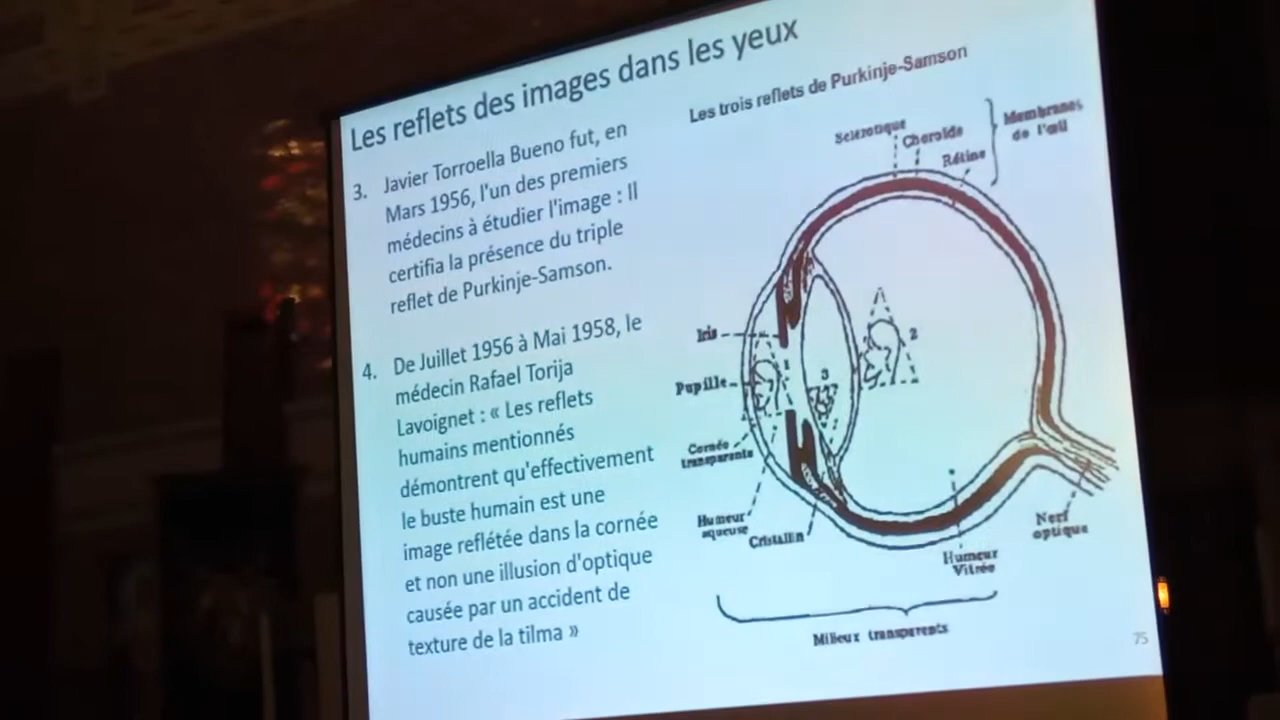 Les reflets des images dans les yeux
3. Javier Torroella Bueno fut, en
Mars 1956, l'un des premiers
médecins à étudier l'image : Il
certifia la présence du triple
reflet de Purkinje-Samson.
4. De Juillet 1956 à Mai 1958, le
médecin Rafael Torija
Lavoignet : « Les reflets
humains mentionnés
démontrent qu'effectivement
le buste humain est une
image reflétée dans la cornée
et non une illusion d'optique
causée par un accident de
texture de la tilma »
Les trois reflets de Purkinje-Samson
Sclérotique
Choroïde
Rétine
Membranes
de l'œil
Iris
Pupille
Cornée
transparente
Humeur
aqueuse
Cristallin
1
2
3
Humeur
Vitrée
Nerf
optique
Milieux transparents
75